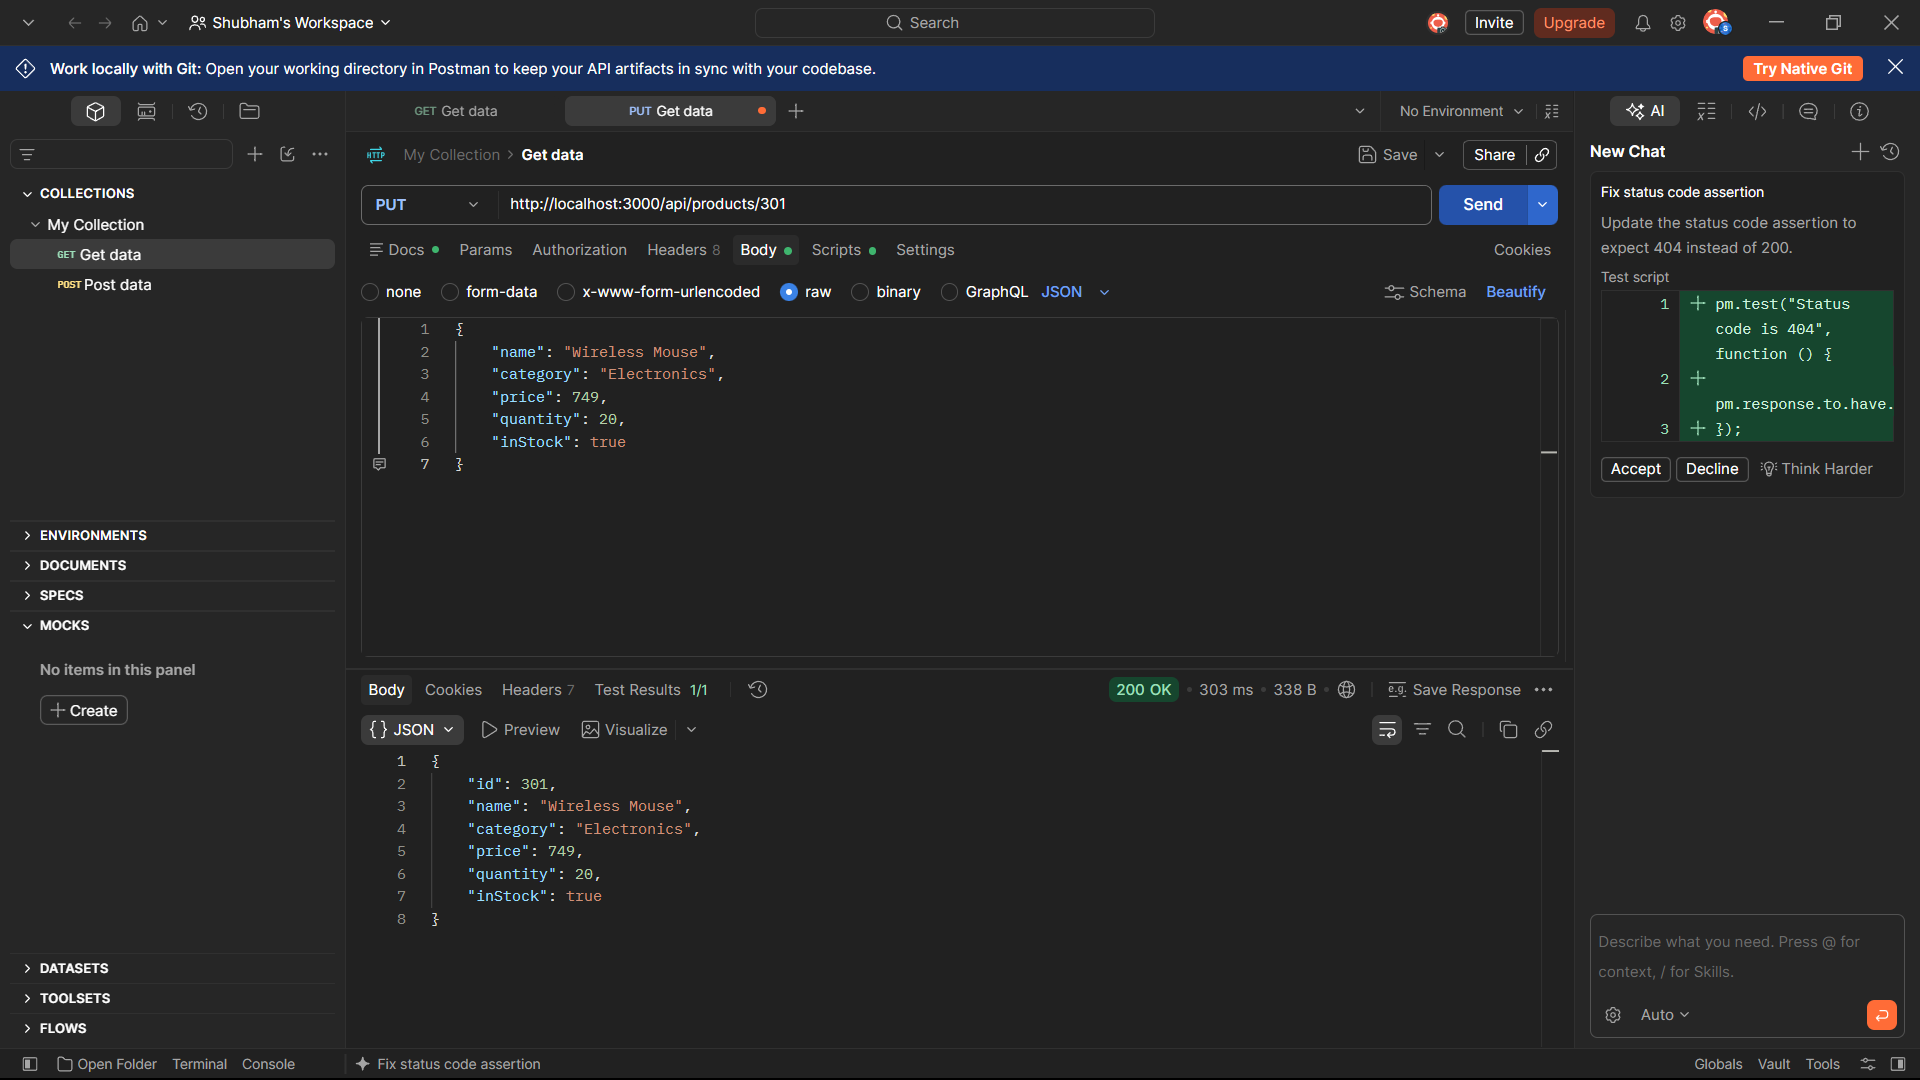 Shubham's Workspace
Search
Invite
Upgrade
Work locally with Git: Open your working directory in Postman to keep your API artifacts in sync with your codebase.
Try Native Git
GET Get data
PUT Get data
No Environment
AI
HTTP
My Collection > Get data
Save
Share
New Chat
COLLECTIONS
My Collection
GET Get data
POST Post data
PUT
http://localhost:3000/api/products/301
Send
Docs
Params
Authorization
Headers 8
Body
Scripts
Settings
Cookies
none
form-data
x-www-form-urlencoded
raw
binary
GraphQL
JSON
Schema
Beautify
1 {
2 "name": "Wireless Mouse",
3 "category": "Electronics",
4 "price": 749,
5 "quantity": 20,
6 "inStock": true
7 }
Fix status code assertion
Update the status code assertion to
expect 404 instead of 200.
Test script
1 + pm.test("Status
code is 404",
function () {
2 +
pm.response.to.have.
3 + });
Accept
Decline
Think Harder
ENVIRONMENTS
DOCUMENTS
SPECS
MOCKS
No items in this panel
+ Create
DATASETS
TOOLSETS
FLOWS
Body
Cookies
Headers 7
Test Results 1/1
200 OK
303 ms
338 B
e.g. Save Response
{} JSON
Preview
Visualize
1 {
2 "id": 301,
3 "name": "Wireless Mouse",
4 "category": "Electronics",
5 "price": 749,
6 "quantity": 20,
7 "inStock": true
8 }
Describe what you need. Press @ for
context, / for Skills.
Auto
Open Folder
Terminal
Console
Fix status code assertion
Globals
Vault
Tools